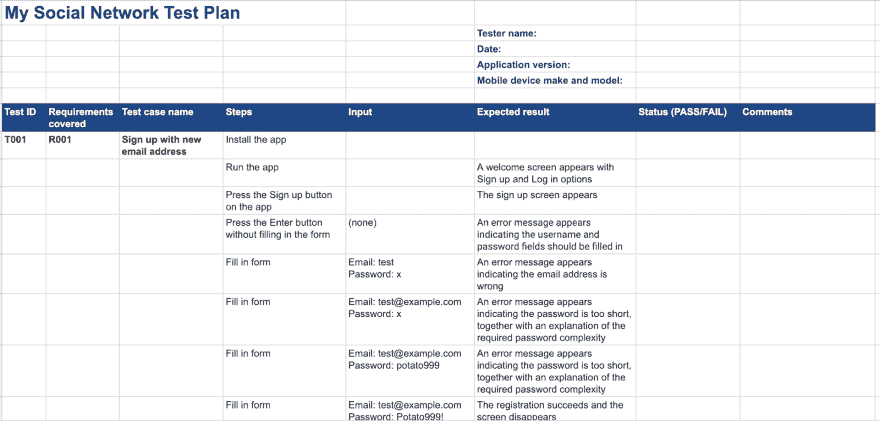 My Social Network Test Plan
Tester name:
Date:
Application version:
Mobile device make and model:
Test ID Requirements covered Test case name Steps Input Expected result Status (PASS/FAIL) Comments
T001 R001 Sign up with new email address Install the app
Run the app A welcome screen appears with Sign up and Log in options
Press the Sign up button on the app The sign up screen appears
Press the Enter button without filling in the form (none) An error message appears indicating the username and password fields should be filled in
Fill in form Email: test Password: x An error message appears indicating the email address is wrong
Fill in form Email: test@example.com Password: x An error message appears indicating the password is too short, together with an explanation of the required password complexity
Fill in form Email: test@example.com Password: potato999 An error message appears indicating the password is too short, together with an explanation of the required password complexity
Fill in form Email: test@example.com Password: Potato999! The registration succeeds and the screen disappears